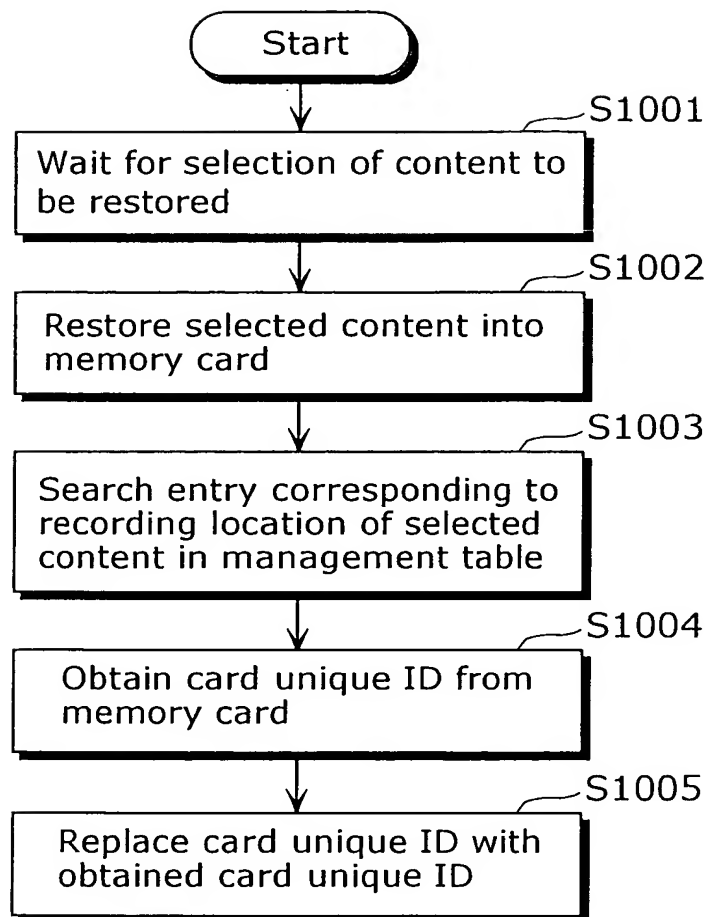 Start
S1001
Wait for selection of content to
be restored
S1002
Restore selected content into
memory card
S1003
Search entry corresponding to
recording location of selected
content in management table
S1004
Obtain card unique ID from
memory card
S1005
Replace card unique ID with
obtained card unique ID